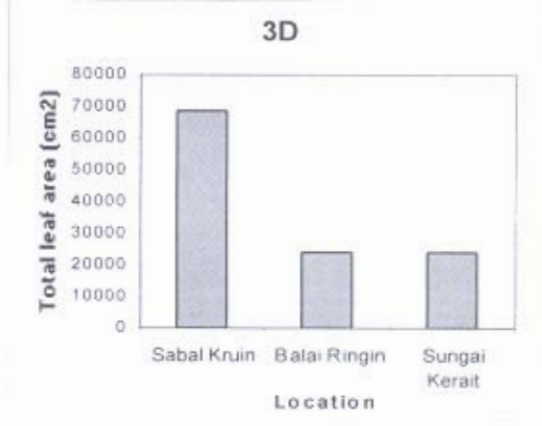 3D
Total leaf area (cm2)
80000
70000
60000
50000
40000
30000
20000
10000
0
Sabal Kruin
Balai Ringin
Sungai
Kerait
Location